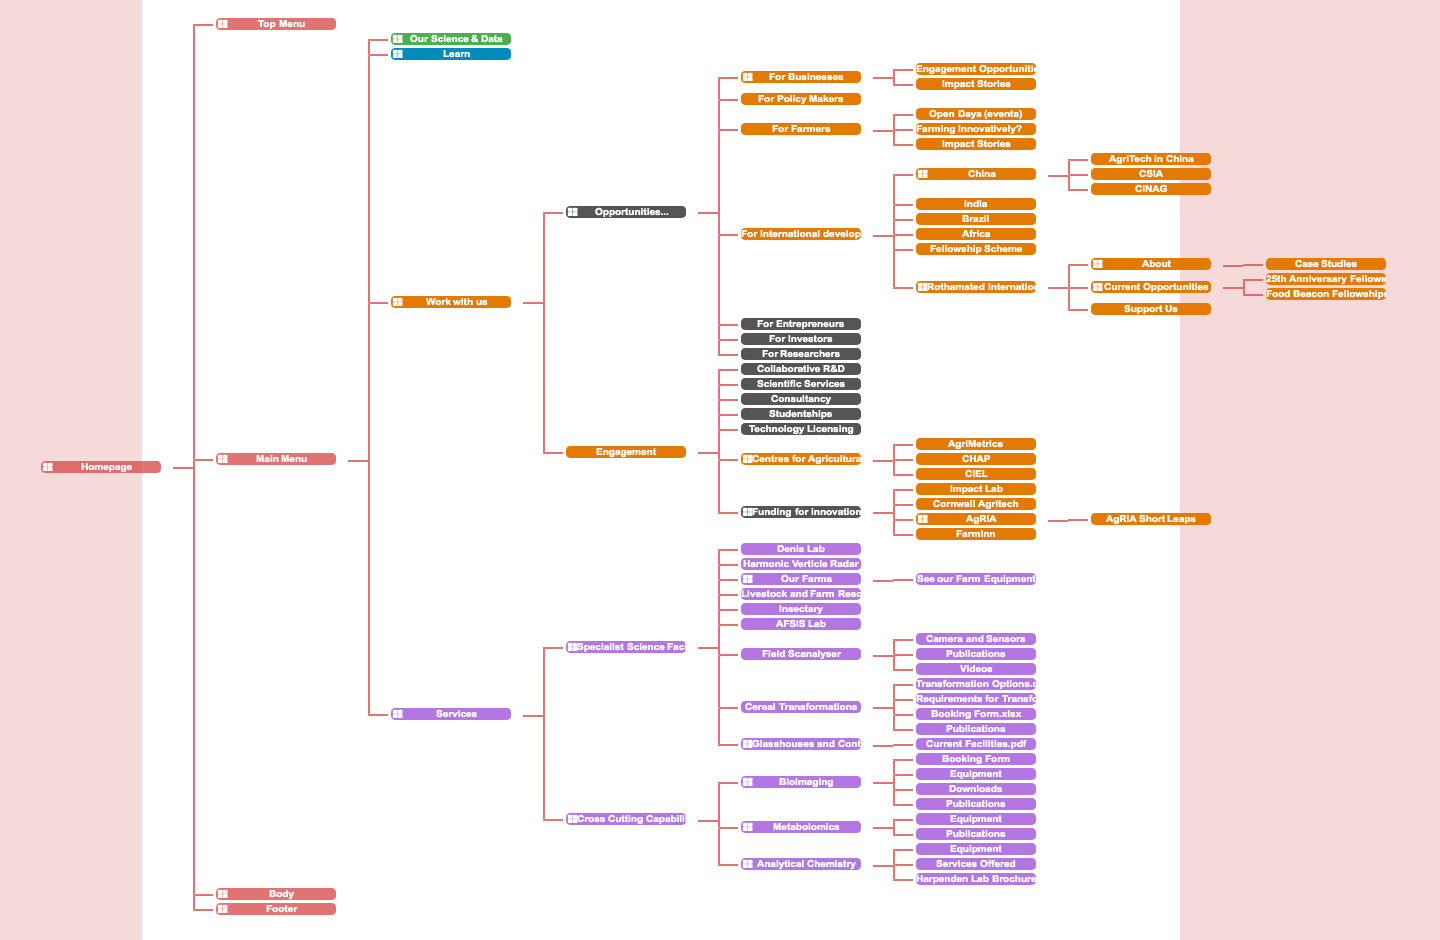 Top Menu
Our Science & Data
Learn
For Businesses
Engagement Opportunitie
Impact Stories
For Policy Makers
For Farmers
Open Days (events)
Farming Innovatively?
Impact Stories
AgriTech in China
China
CSIA
CINAG
India
Opportunities...
Brazil
For international develop
Africa
Fellowship Scheme
About
Case Studies
25th Anniversary Fellows
Rothamsted Internation
Current Opportunities
Food Beacon Fellowships
Work with us
Support Us
For Entrepreneurs
For Investors
For Researchers
Collaborative R&D
Scientific Services
Consultancy
Studentships
Technology Licensing
AgriMetrics
Engagement
Main Menu
Centres for Agricultura
CHAP
Homepage
CIEL
Impact Lab
Cornwall Agritech
Funding for Innovation
AgRIA
AgRIA Short Leaps
FarmInn
Denis Lab
Harmonic Verticle Radar
Our Farms
See our Farm Equipment
Livestock and Farm Reso
Insectary
AFSIS Lab
Camera and Sensors
Specialist Science Faci
Field Scanalyser
Publications
Videos
Transformation Options.d
Requirements for Transfo
Cereal Transformations
Services
Booking Form.xlsx
Publications
Glasshouses and Cont
Current Facilities.pdf
Booking Form
Equipment
Bioimaging
Downloads
Publications
Cross Cutting Capabilit
Equipment
Metabolomics
Publications
Equipment
Analytical Chemistry
Services Offered
Harpenden Lab Brochure
Body
Footer